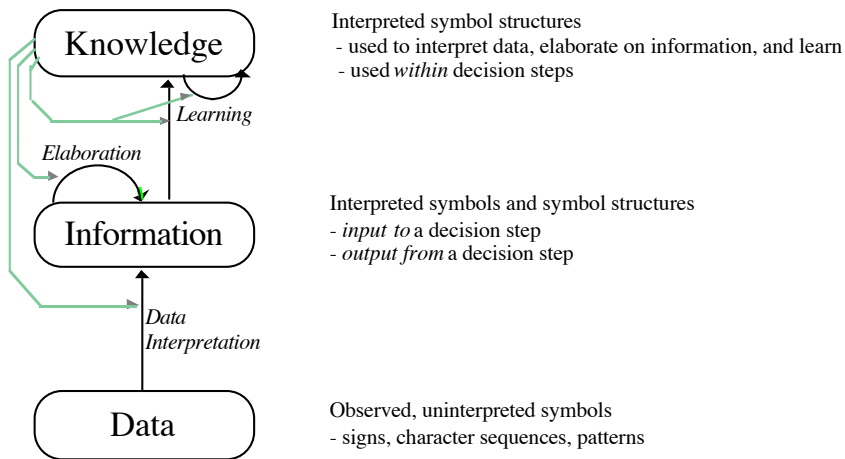 Knowledge
Interpreted symbol structures
- used to interpret data, elaborate on information, and learn
- used within decision steps
Learning
Elaboration
Information
Interpreted symbols and symbol structures
- input to a decision step
- output from a decision step
Data
Interpretation
Data
Observed, uninterpreted symbols
- signs, character sequences, patterns